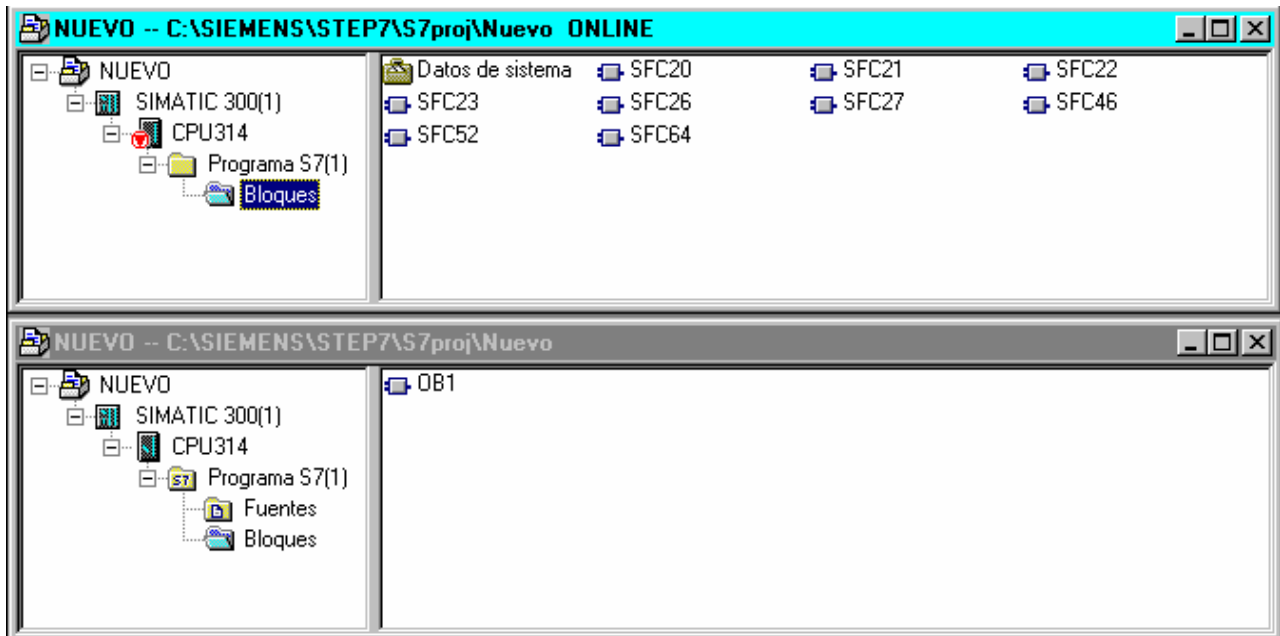 NUEVO -- C:\SIEMENS\STEP7\S7proj\Nuevo ONLINE
NUEVO
SIMATIC 300(1)
CPU314
Programa S7(1)
Bloques
Datos de sistema SFC20 SFC21 SFC22
SFC23 SFC26 SFC27 SFC46
SFC52 SFC64
NUEVO -- C:\SIEMENS\STEP7\S7proj\Nuevo
NUEVO
SIMATIC 300(1)
CPU314
S7 Programa S7(1)
Fuentes
Bloques
OB1